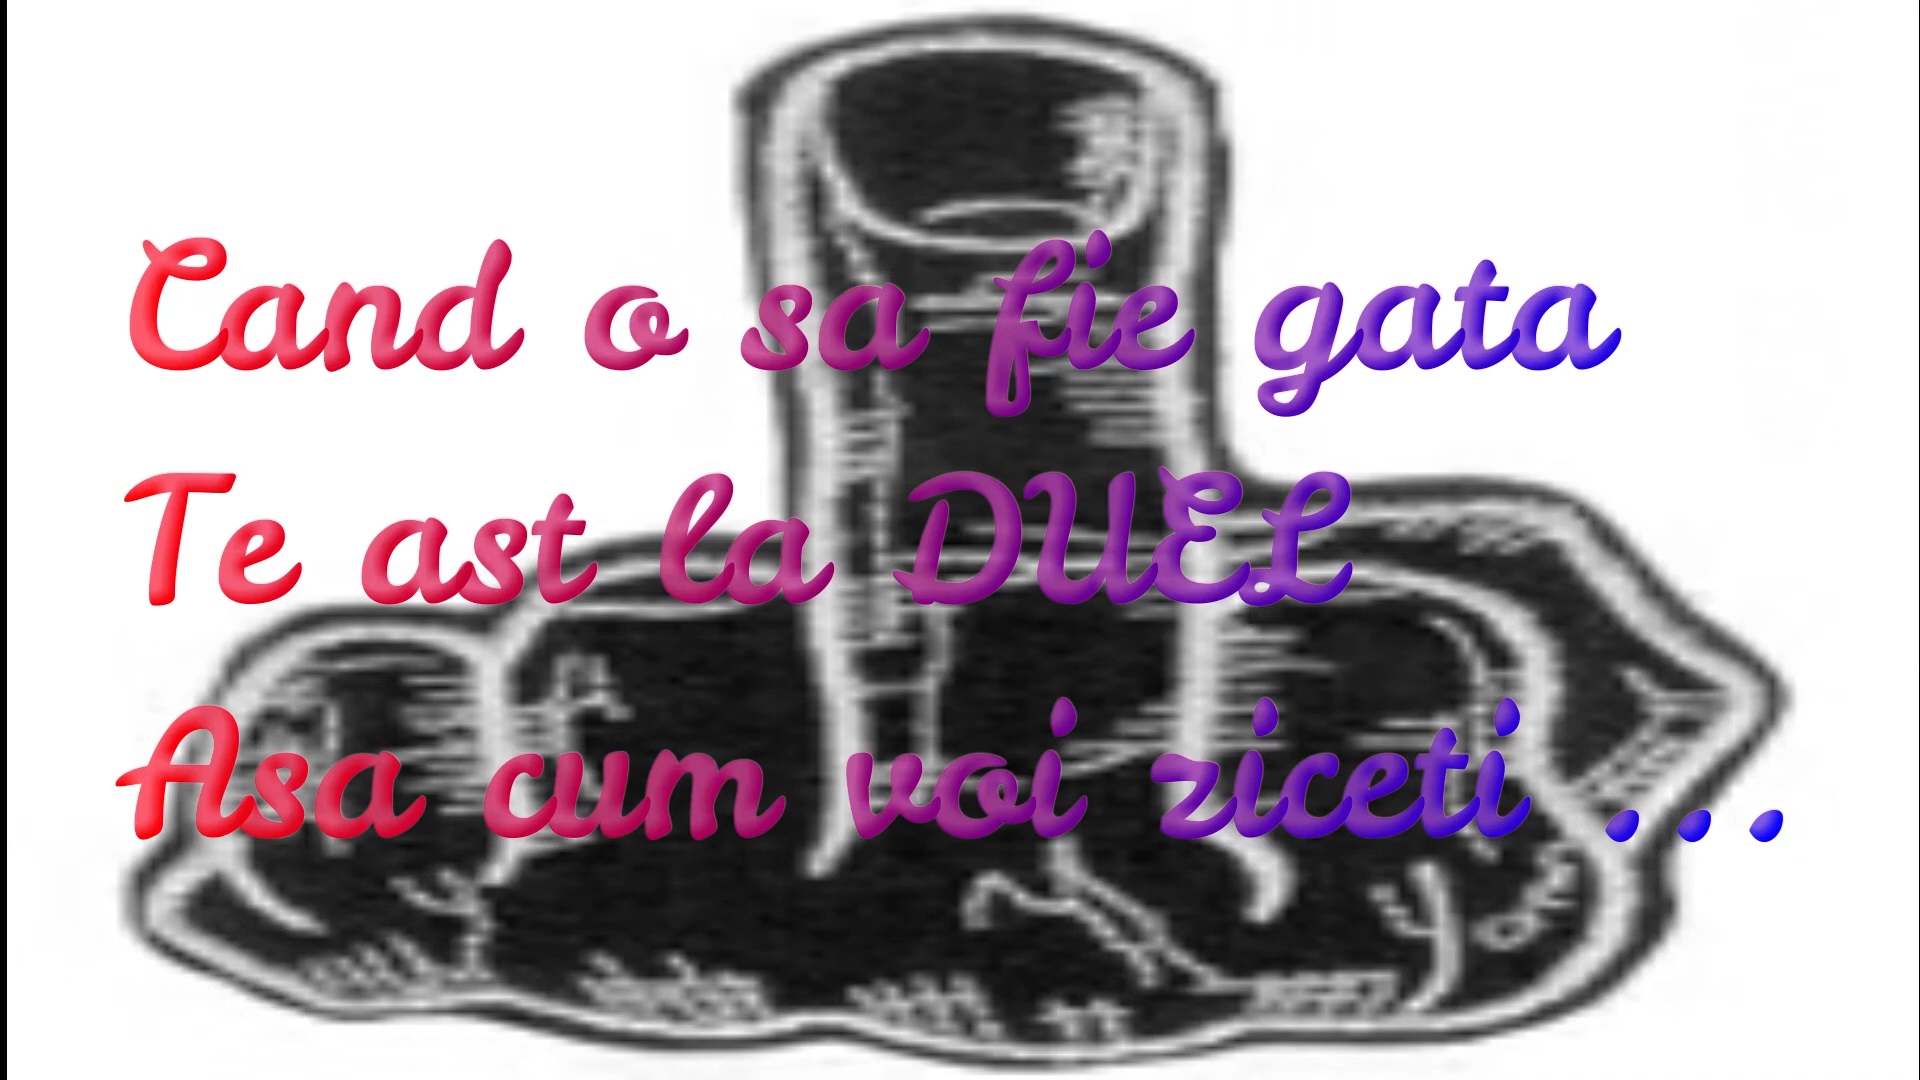 Cand o sa fie gata
Te ast la DUEL
Asa cum voi ziceti ...